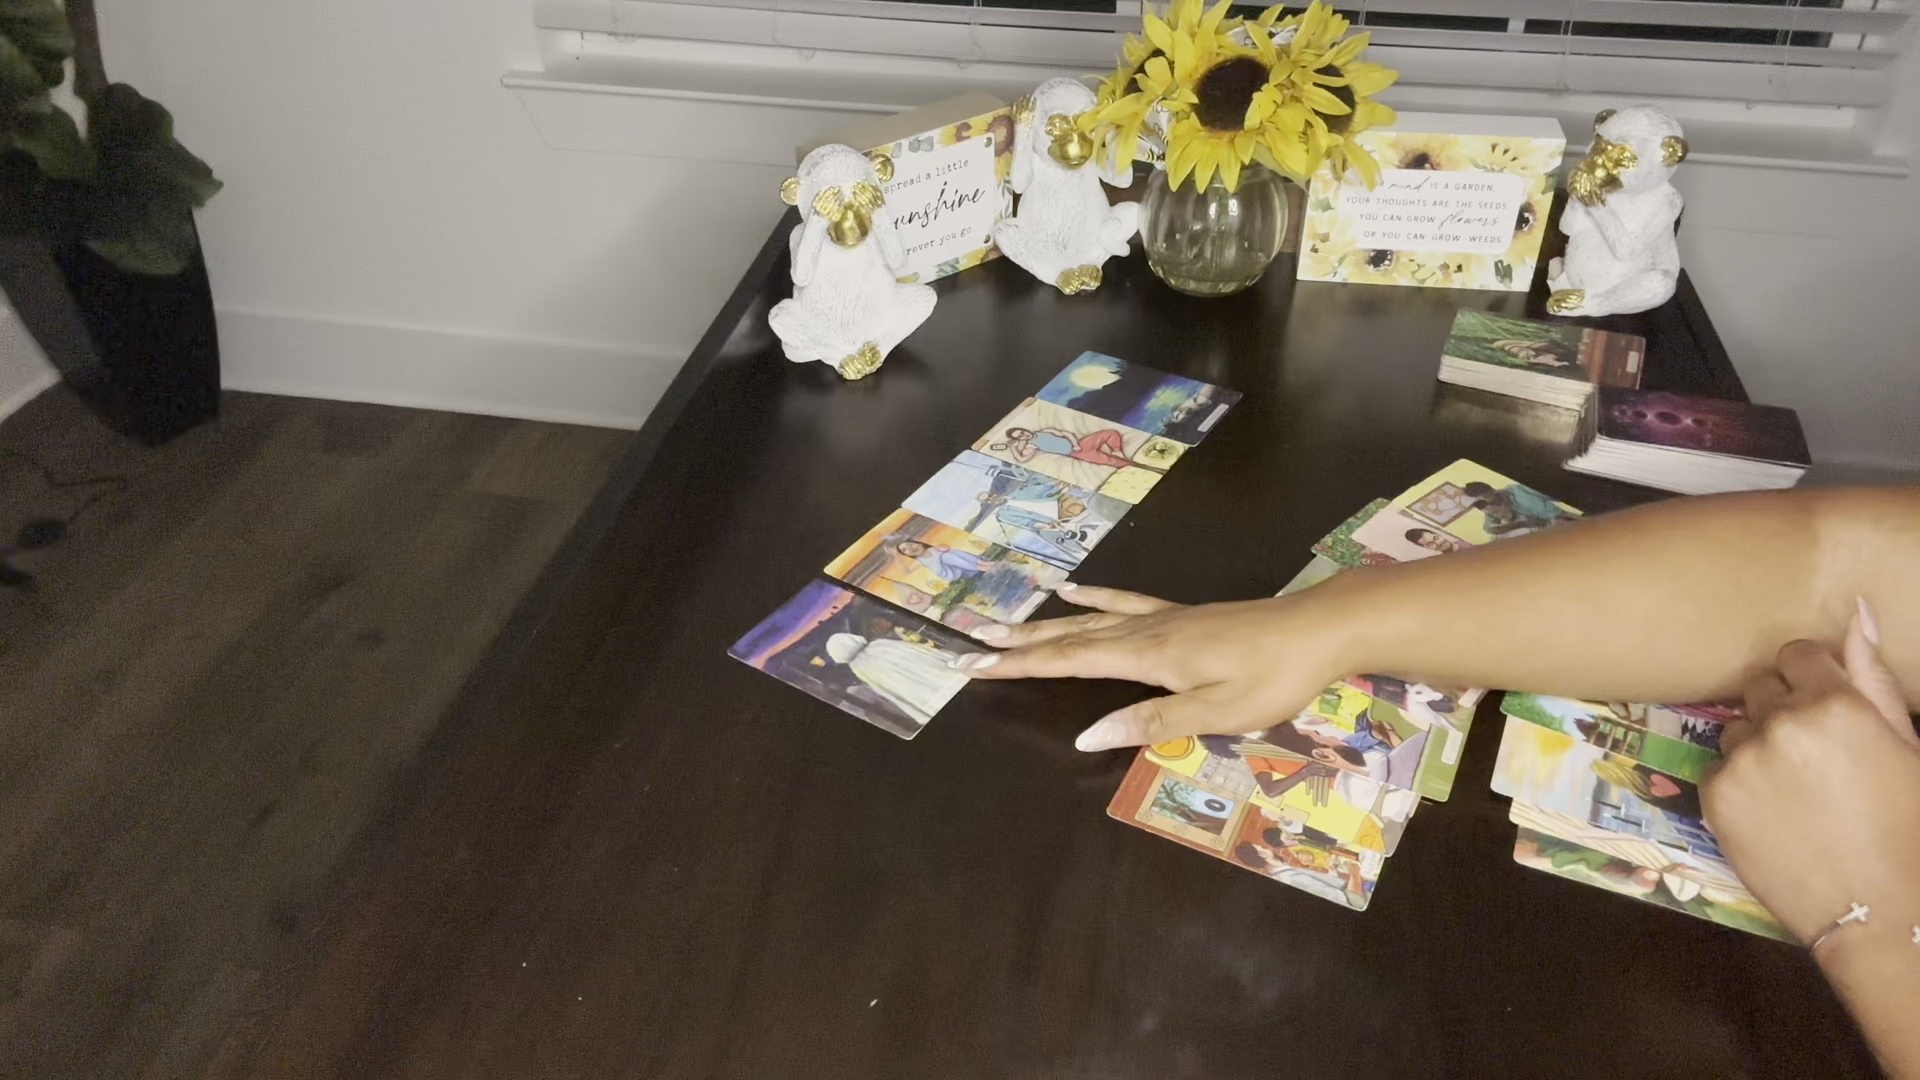 spread a little
unshine
rever you go
mind IS A GARDEN,
YOUR THOUGHTS ARE THE SEEDS
YOU CAN GROW flowers
OR YOU CAN GROW WEEDS